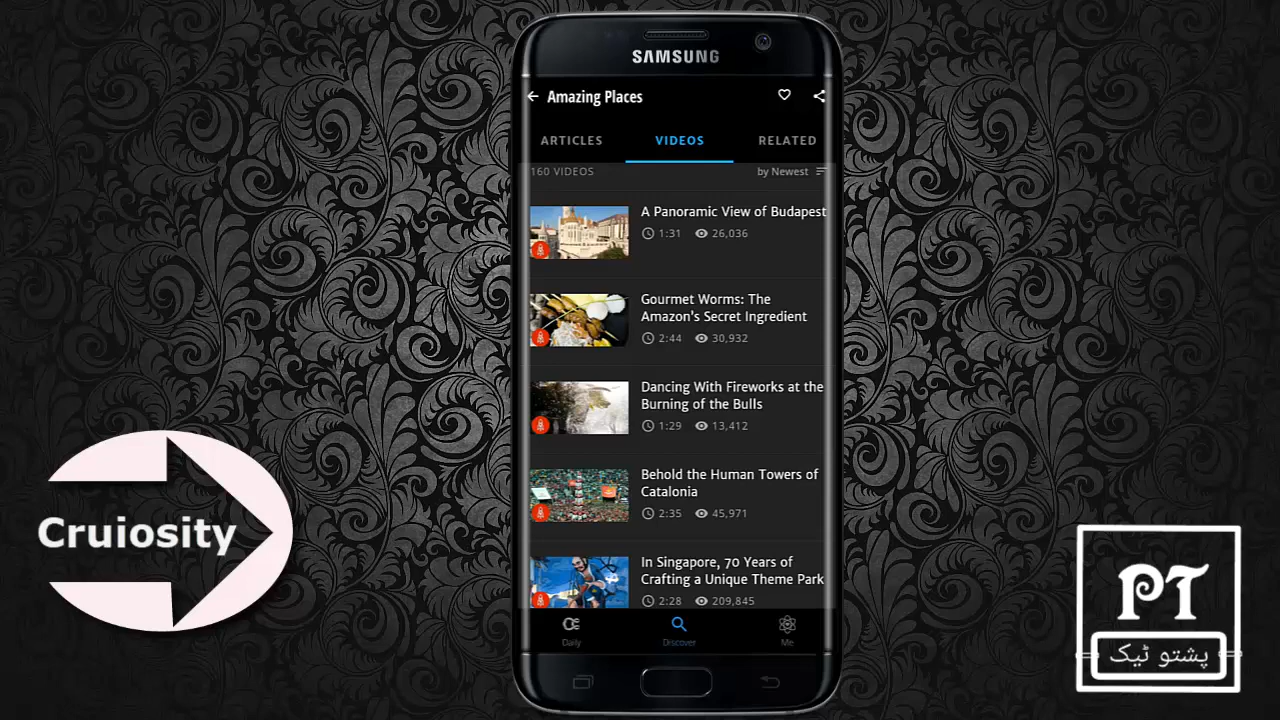 SAMSUNG
Amazing Places
ARTICLES VIDEOS RELATED
160 VIDEOS by Newest
A Panoramic View of Budapest
1:31 26,036
Gourmet Worms: The
Amazon's Secret Ingredient
2:44 30,932
Dancing With Fireworks at the
Burning of the Bulls
1:29 13,412
Behold the Human Towers of
Catalonia
2:35 45,971
In Singapore, 70 Years of
Crafting a Unique Theme Park
2:28 209,845
Daily Discover Me
Cruiosity
PT
پشتو ٹیک